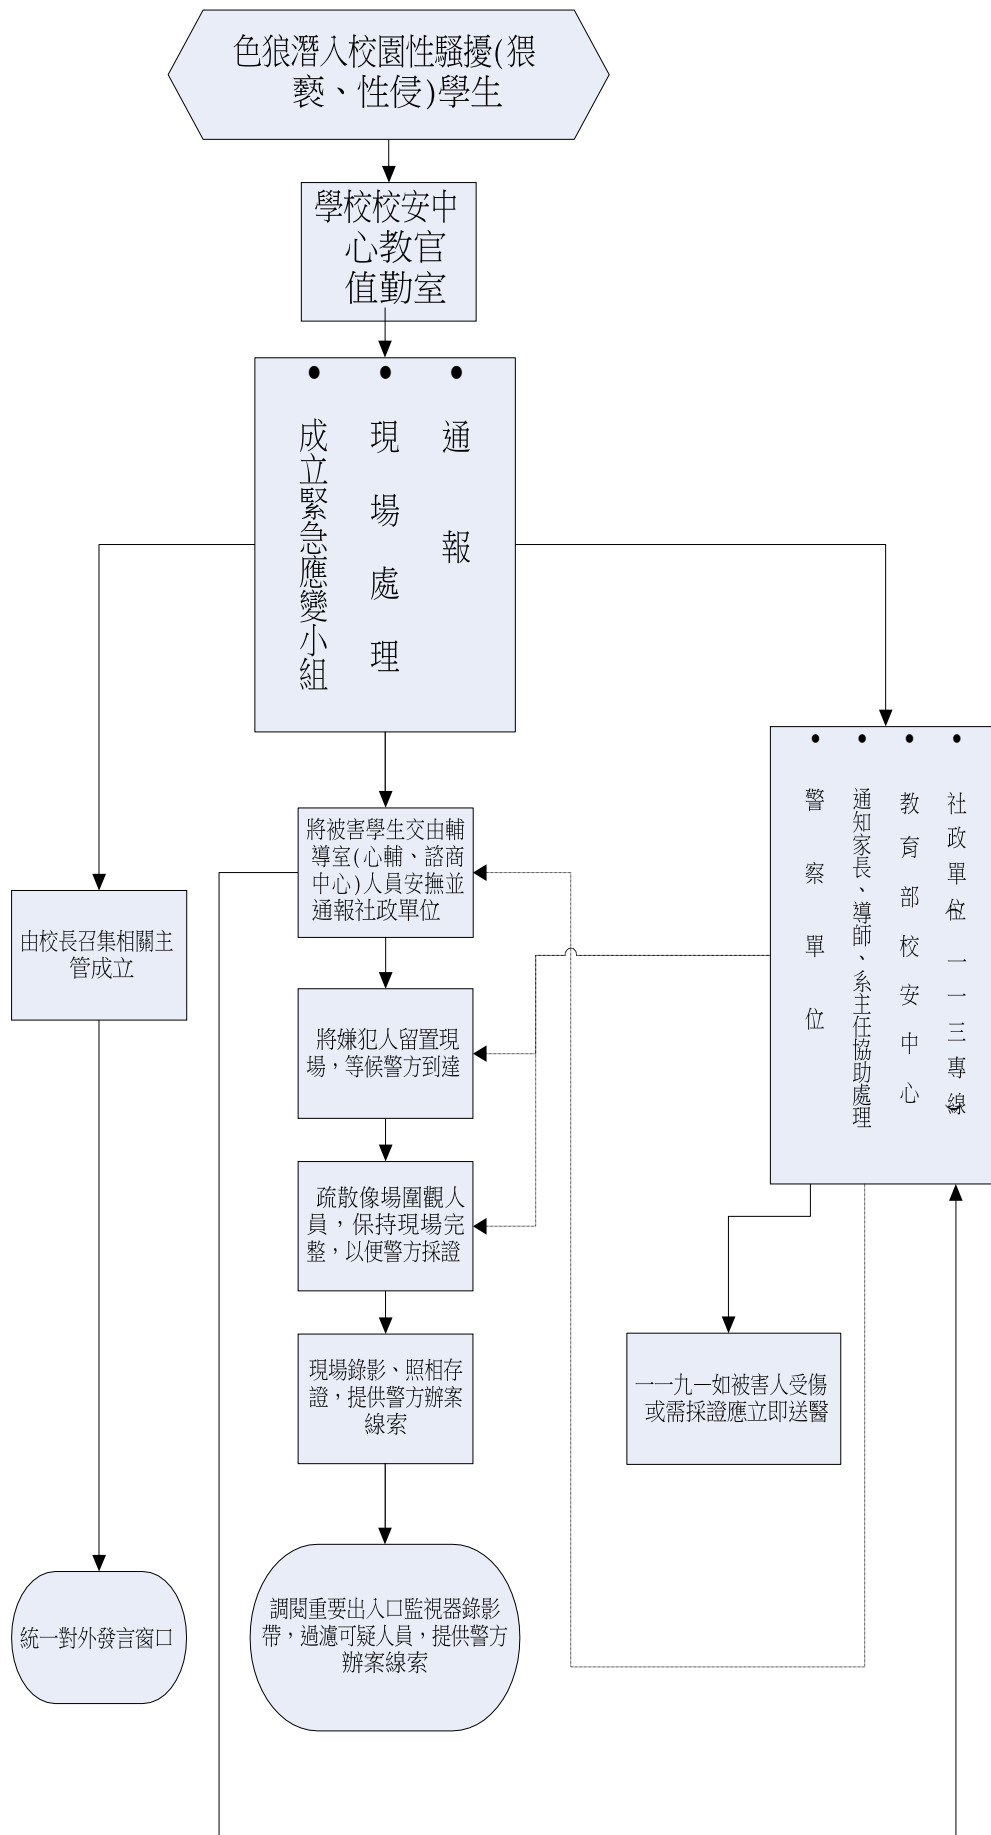 色狼潛入校園性騷擾(猥
褻、性侵)學生
學校校安中
心教官
值勤室
• 通報
• 現場處理
• 成立緊急應變小組
將被害學生交由輔
導室(心輔、諮商
中心)人員安撫並
通報社政單位
由校長召集相關主
管成立
將嫌犯人留置現
場，等候警方到達
疏散像場圍觀人
員，保持現場完
整，以便警方採證
現場錄影、照相存
證，提供警方辦案
線索
調閱重要出入口監視器錄影
帶，過濾可疑人員，提供警方
辦案線索
統一對外發言窗口
• 社政單位(一一三專線)
• 教育部校安中心
• 通知家長、導師、系主任協助處理
• 警察單位
一一九—如被害人受傷
或需採證應立即送醫